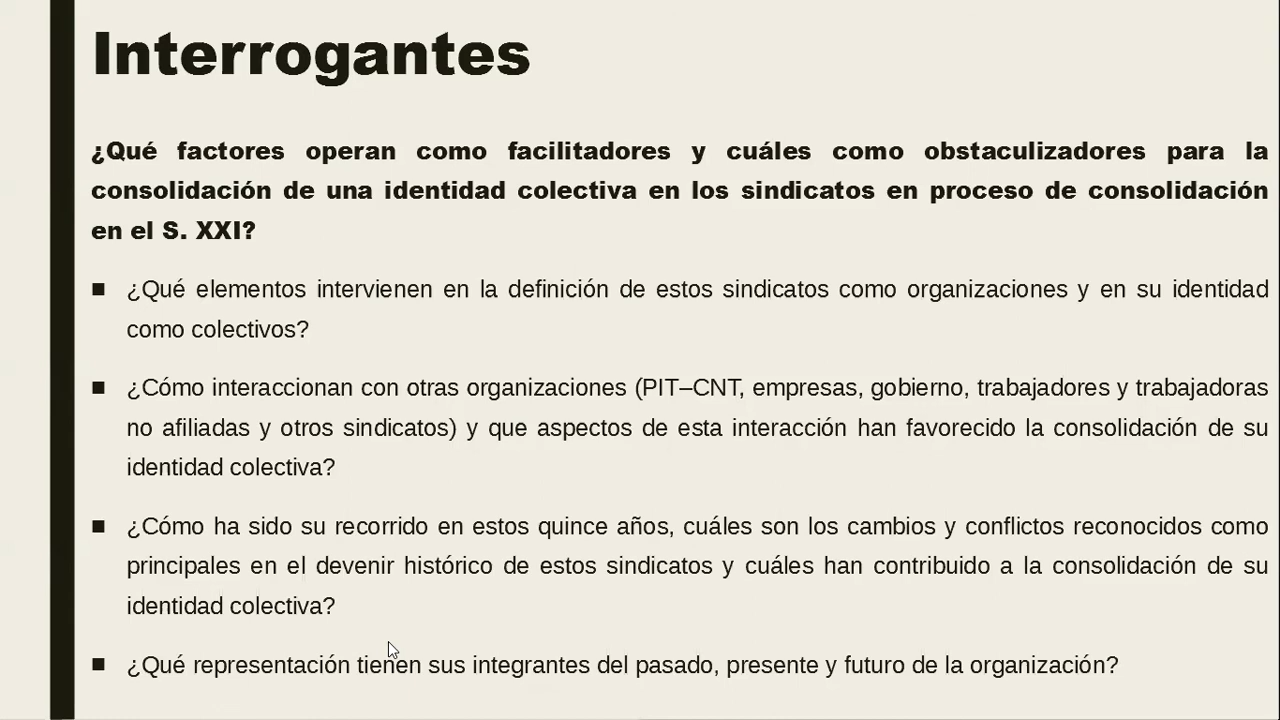 Interrogantes
¿Qué factores operan como facilitadores y cuáles como obstaculizadores para la
consolidación de una identidad colectiva en los sindicatos en proceso de consolidación
en el S. XXI?
■ ¿Qué elementos intervienen en la definición de estos sindicatos como organizaciones y en su identidad
como colectivos?
■ ¿Cómo interaccionan con otras organizaciones (PIT–CNT, empresas, gobierno, trabajadores y trabajadoras
no afiliadas y otros sindicatos) y que aspectos de esta interacción han favorecido la consolidación de su
identidad colectiva?
■ ¿Cómo ha sido su recorrido en estos quince años, cuáles son los cambios y conflictos reconocidos como
principales en el devenir histórico de estos sindicatos y cuáles han contribuido a la consolidación de su
identidad colectiva?
■ ¿Qué representación tienen sus integrantes del pasado, presente y futuro de la organización?